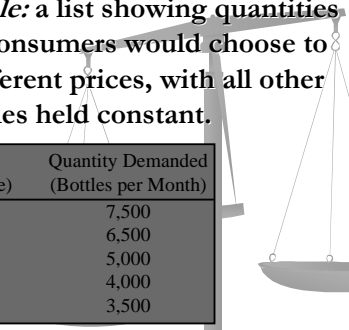 le: a list showing quantities
onsumers would choose to
erent prices, with all other
es held constant.
Quantity Demanded
e) (Bottles per Month)
7,500
6,500
5,000
4,000
3,500